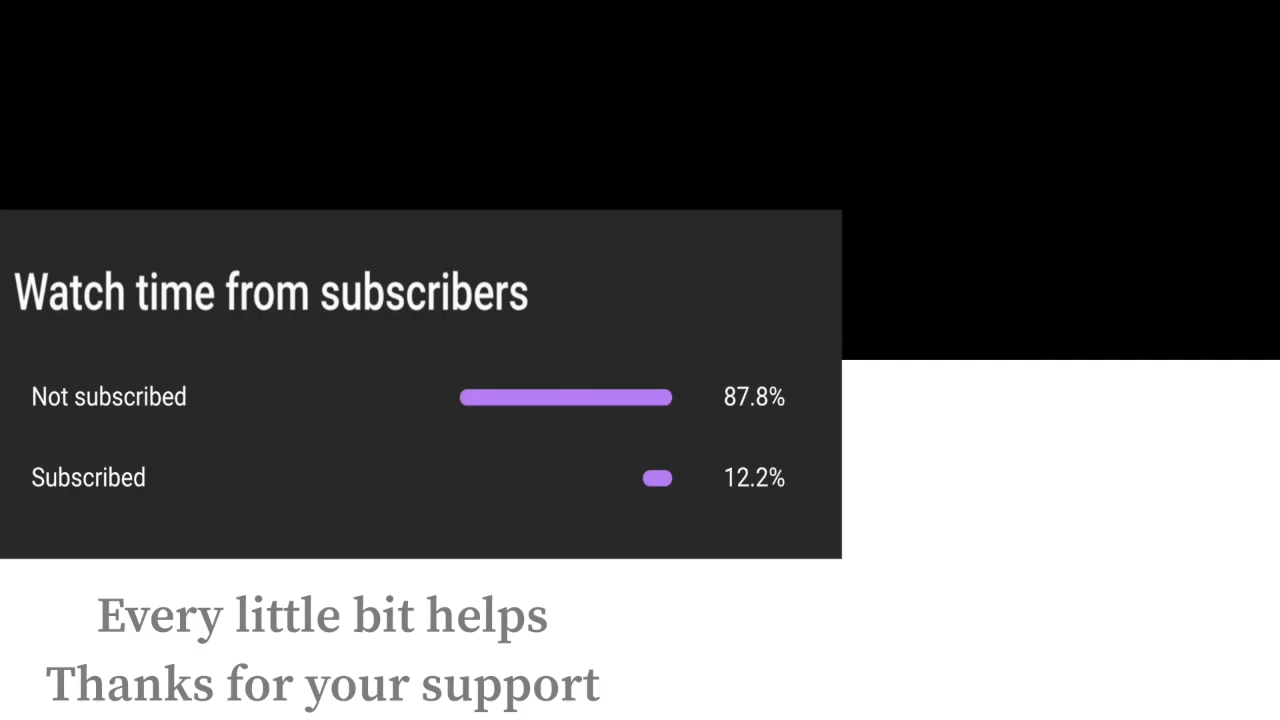 Watch time from subscribers
Not subscribed 87.8%
Subscribed 12.2%
Every little bit helps
Thanks for your support